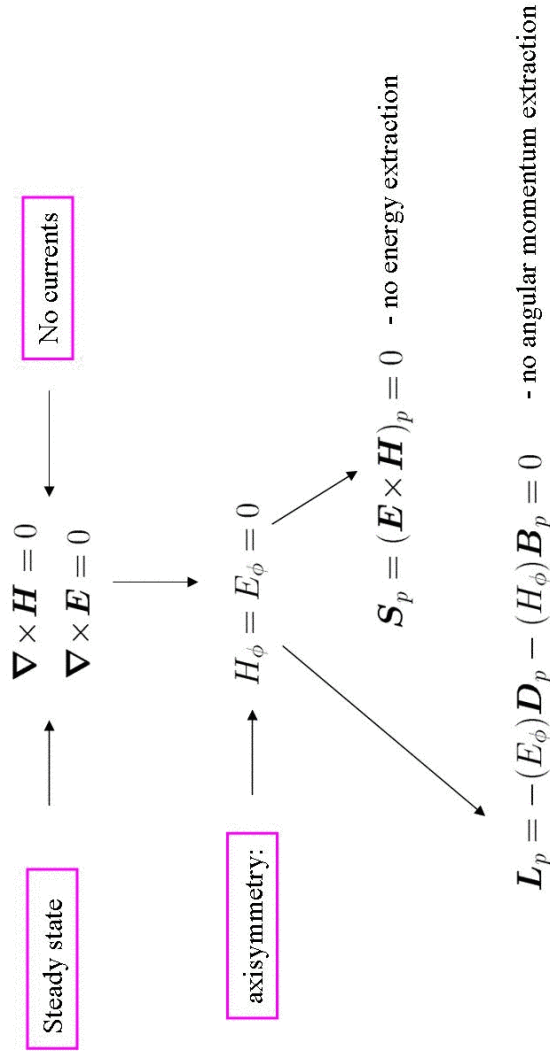 Steady state
∇ × H = 0
No currents
∇ × E = 0
axisymmetry:
H_ϕ = E_ϕ = 0
S_p = (E × H)_p = 0 - no energy extraction
L_p = −(E_ϕ)D_p − (H_ϕ)B_p = 0 - no angular momentum extraction